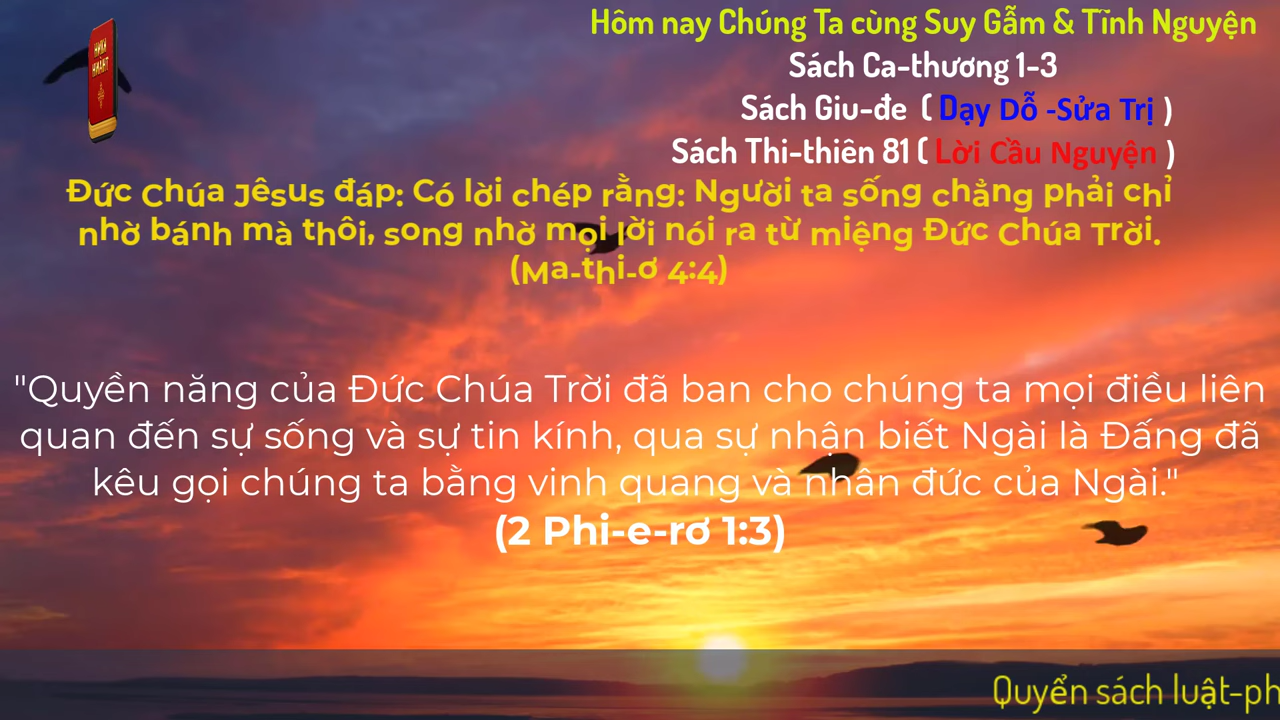 Hôm nay Chúng Ta cùng Suy Gẫm & Tĩnh Nguyện
Sách Ca-thương 1-3
Sách Giu-đe ( Dạy Dỗ -Sửa Trị )
Sách Thi-thiên 81 ( Lời Cầu Nguyện )
Đức Chúa Jêsus đáp: Có lời chép rằng: Người ta sống chẳng phải chỉ
nhờ bánh mà thôi, song nhờ mọi lời nói ra từ miệng Đức Chúa Trời.
(Ma-thi-ơ 4:4)
"Quyền năng của Đức Chúa Trời đã ban cho chúng ta mọi điều liên
quan đến sự sống và sự tin kính, qua sự nhận biết Ngài là Đấng đã
kêu gọi chúng ta bằng vinh quang và nhân đức của Ngài."
(2 Phi-e-rơ 1:3)
Quyển sách luật-ph